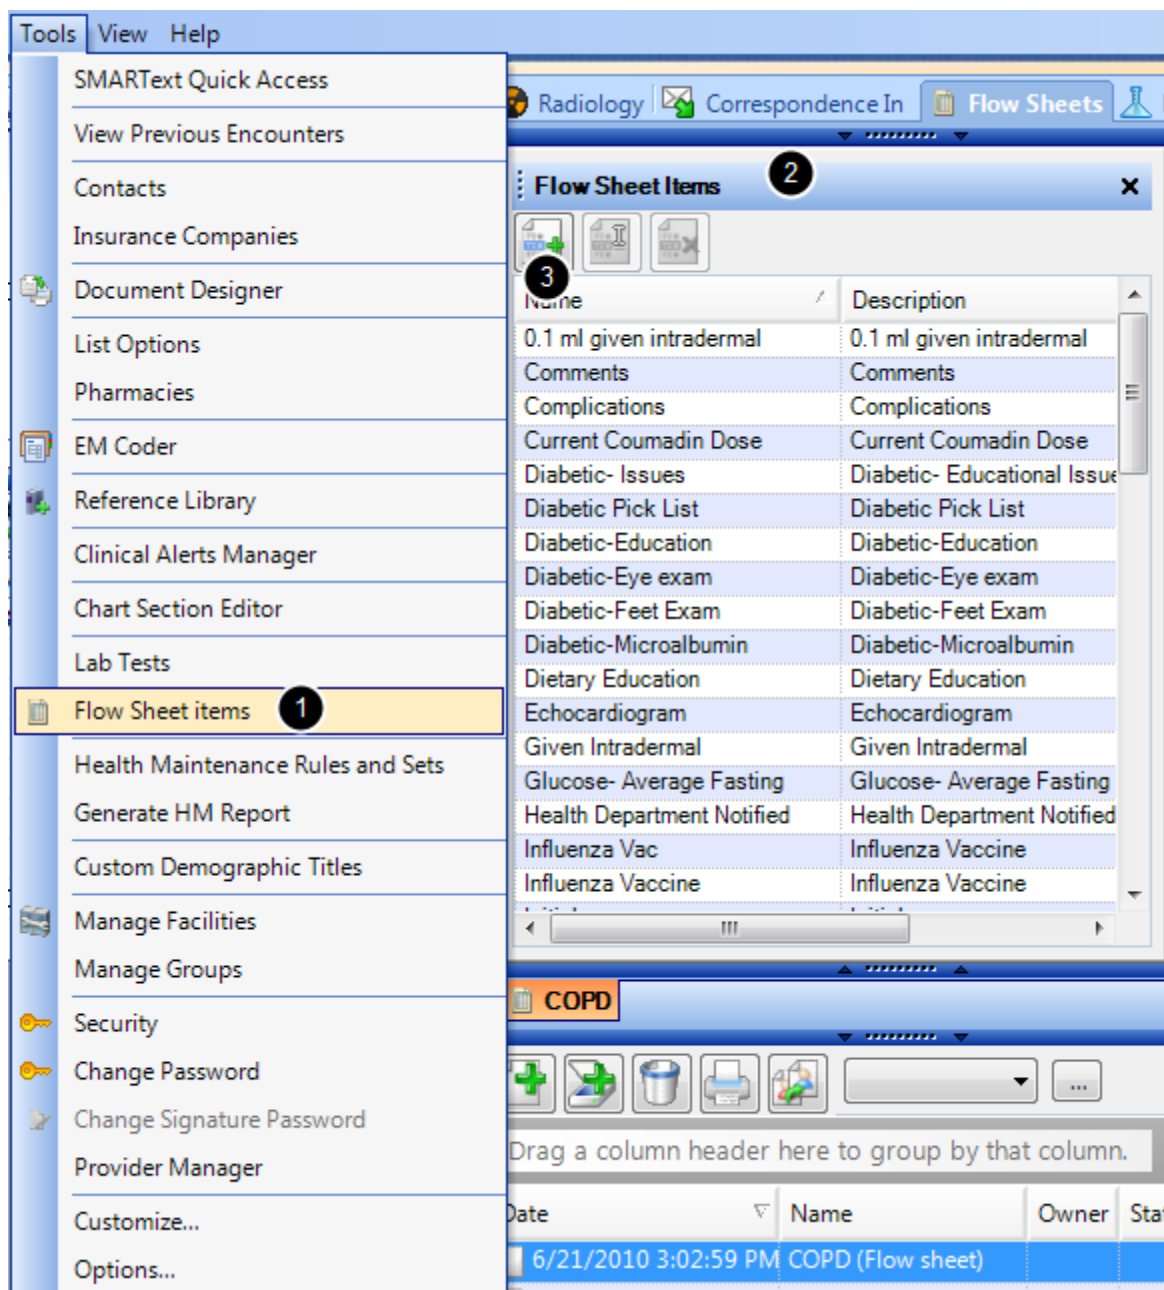 Tools View Help
SMARText Quick Access
View Previous Encounters
Contacts
Insurance Companies
Document Designer
List Options
Pharmacies
EM Coder
Reference Library
Clinical Alerts Manager
Chart Section Editor
Lab Tests
Flow Sheet items 1
Health Maintenance Rules and Sets
Generate HM Report
Custom Demographic Titles
Manage Facilities
Manage Groups
Security
Change Password
Change Signature Password
Provider Manager
Customize...
Options...
Radiology Correspondence In Flow Sheets
Flow Sheet Items 2
3
Name Description
0.1 ml given intradermal 0.1 ml given intradermal
Comments Comments
Complications Complications
Current Coumadin Dose Current Coumadin Dose
Diabetic- Issues Diabetic- Educational Issue
Diabetic Pick List Diabetic Pick List
Diabetic-Education Diabetic-Education
Diabetic-Eye exam Diabetic-Eye exam
Diabetic-Feet Exam Diabetic-Feet Exam
Diabetic-Microalbumin Diabetic-Microalbumin
Dietary Education Dietary Education
Echocardiogram Echocardiogram
Given Intradermal Given Intradermal
Glucose- Average Fasting Glucose- Average Fasting
Health Department Notified Health Department Notified
Influenza Vac Influenza Vaccine
Influenza Vaccine Influenza Vaccine
COPD
...
Drag a column header here to group by that column.
Date Name Owner Sta
6/21/2010 3:02:59 PM COPD (Flow sheet)